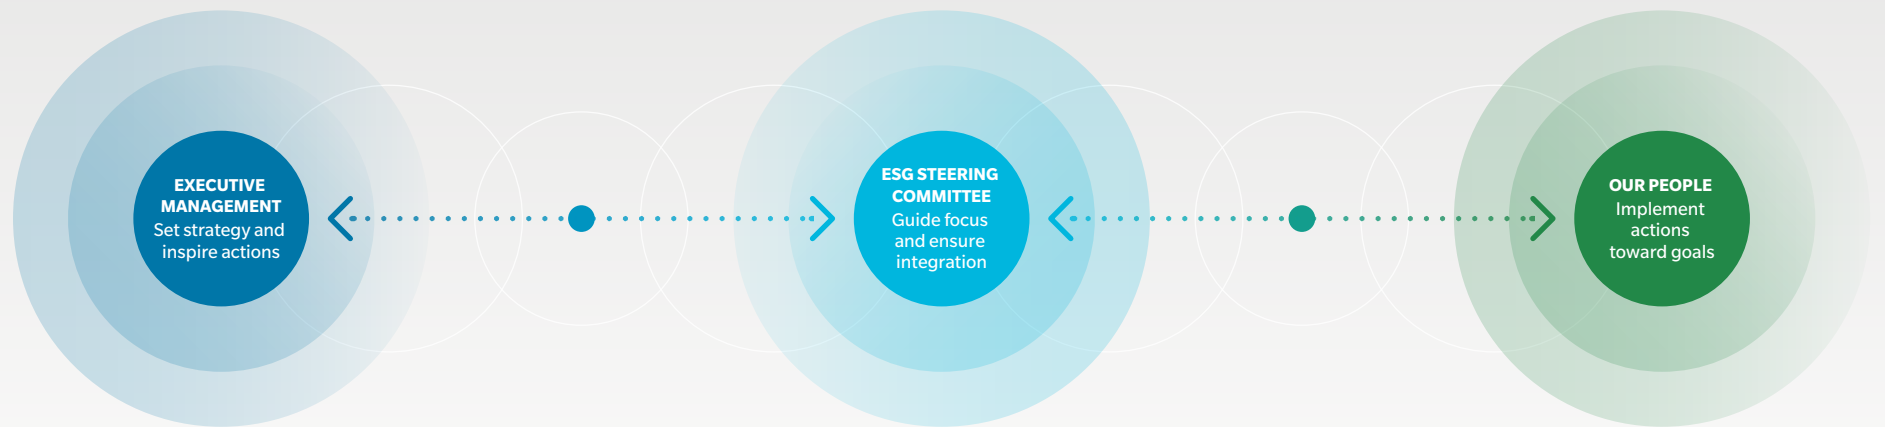 EXECUTIVE
MANAGEMENT
Set strategy and
inspire actions
ESG STEERING
COMMITTEE
Guide focus
and ensure
integration
OUR PEOPLE
Implement
actions
toward goals